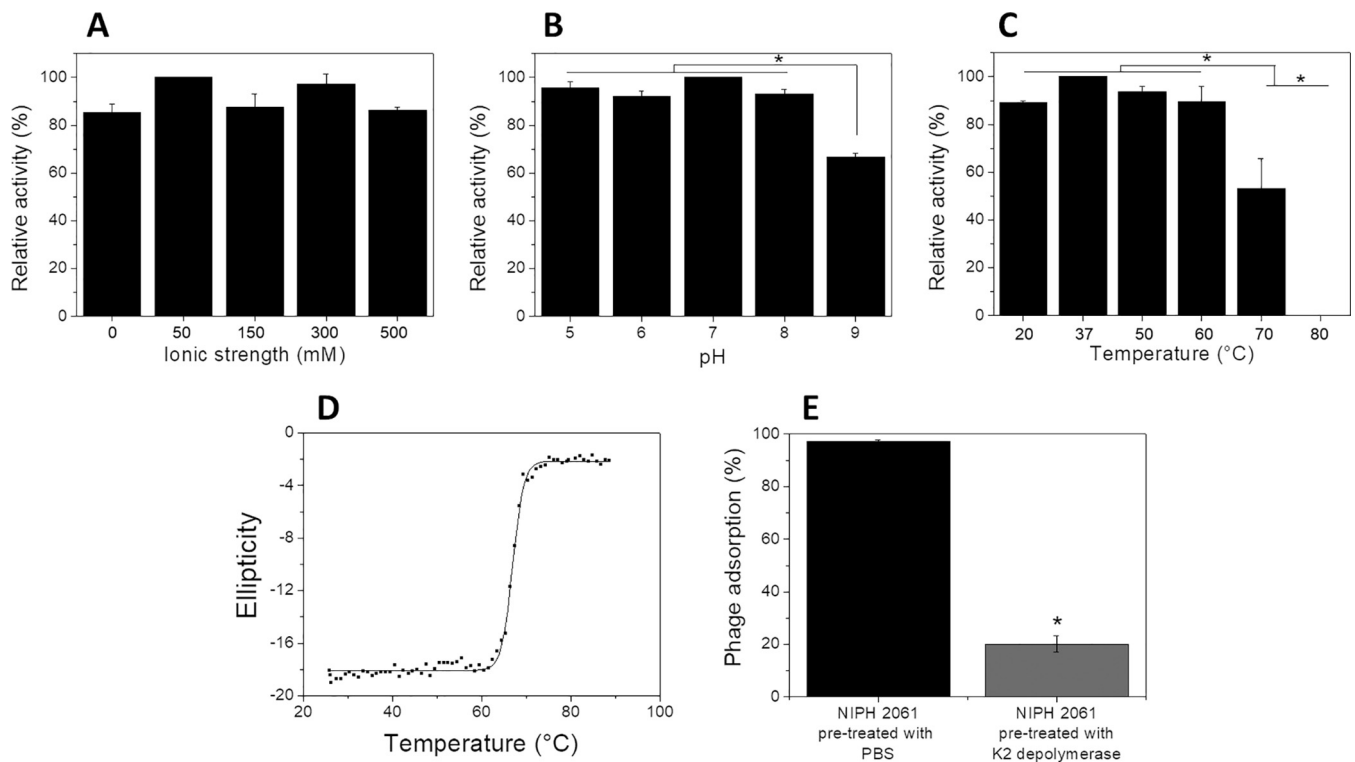 A
Relative activity (%)
100
80
60
40
20
0
0 50 150 300 500
Ionic strength (mM)
B
*
Relative activity (%)
100
80
60
40
20
0
5 6 7 8 9
pH
C
*
*
Relative activity (%)
100
80
60
40
20
0
20 37 50 60 70 80
Temperature (°C)
D
Ellipticity
0
-4
-8
-12
-16
-20
20 40 60 80 100
Temperature (°C)
E
Phage adsorption (%)
100
80
60
40
20
0
*
NIPH 2061
pre-treated with
PBS
NIPH 2061
pre-treated with
K2 depolymerase